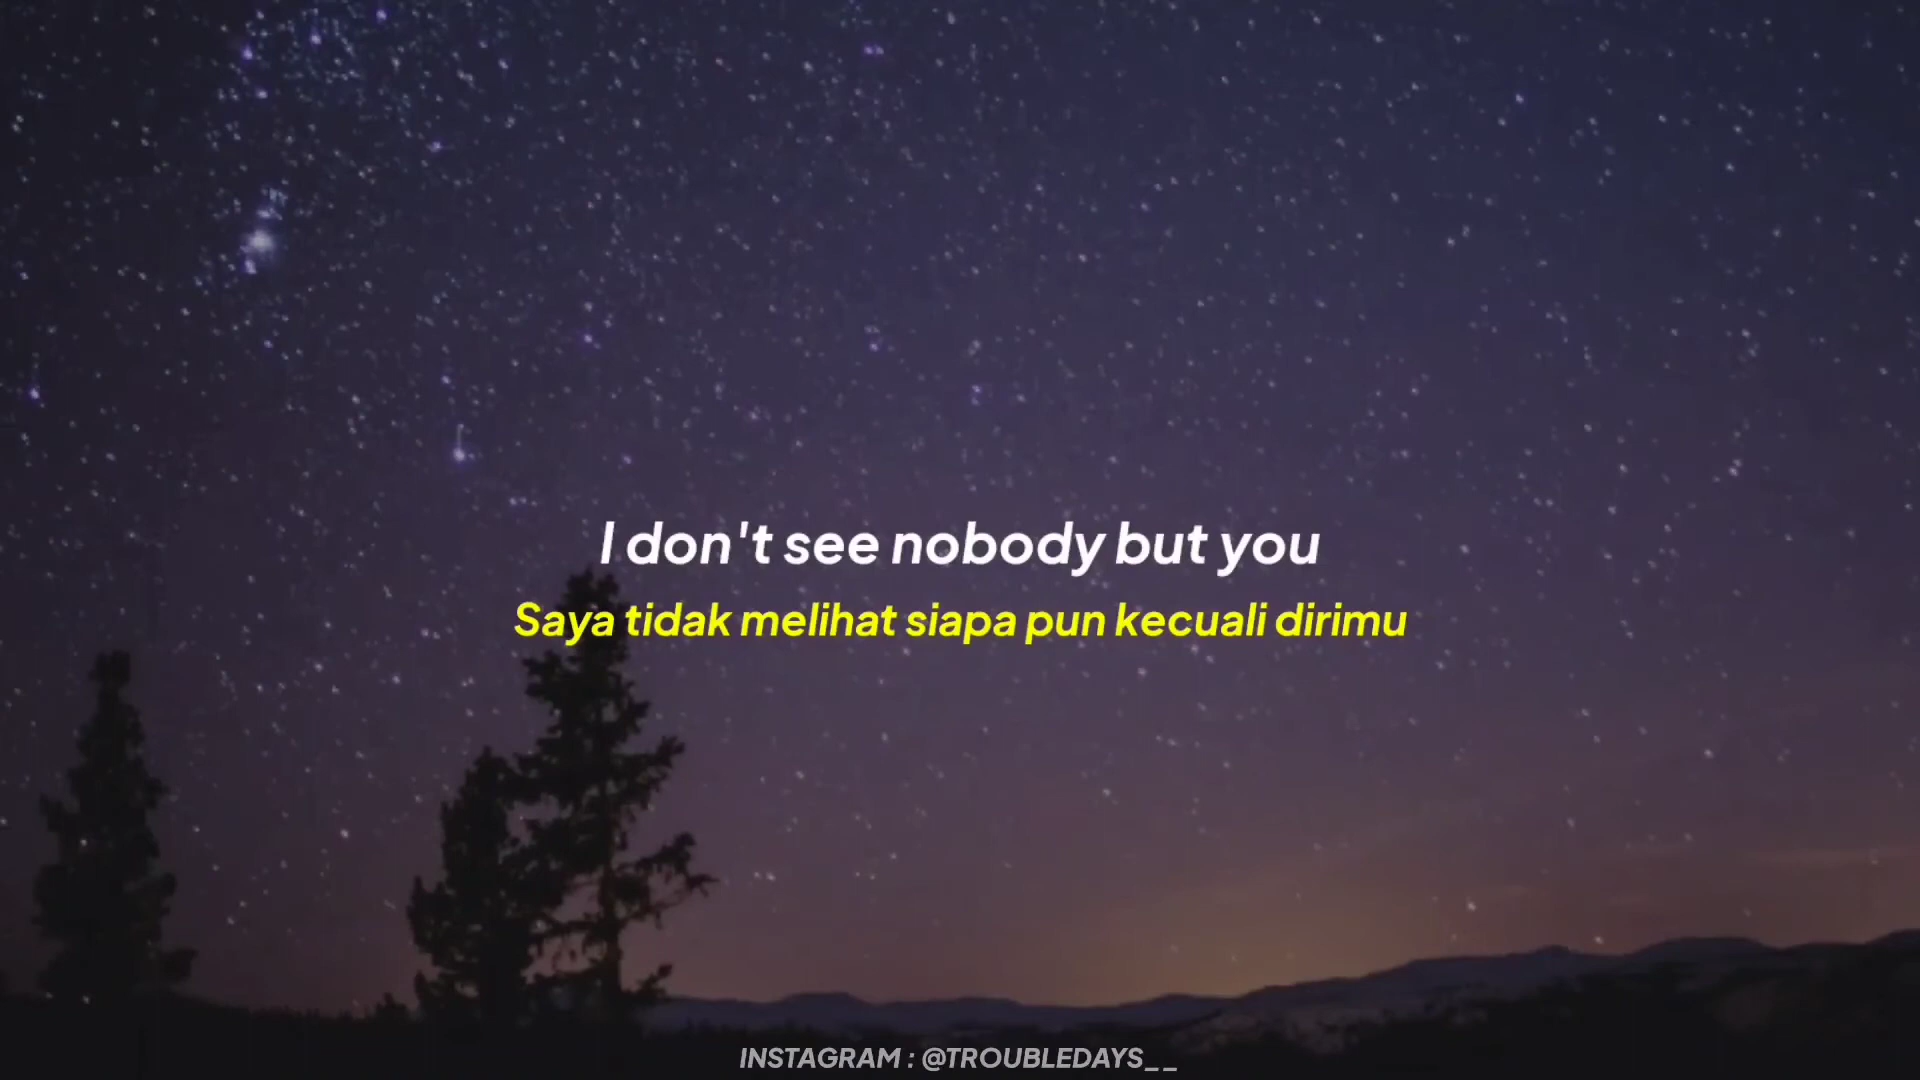 I don't see nobody but you
Saya tidak melihat siapa pun kecuali dirimu
INSTAGRAM : @TROUBLEDAYS__